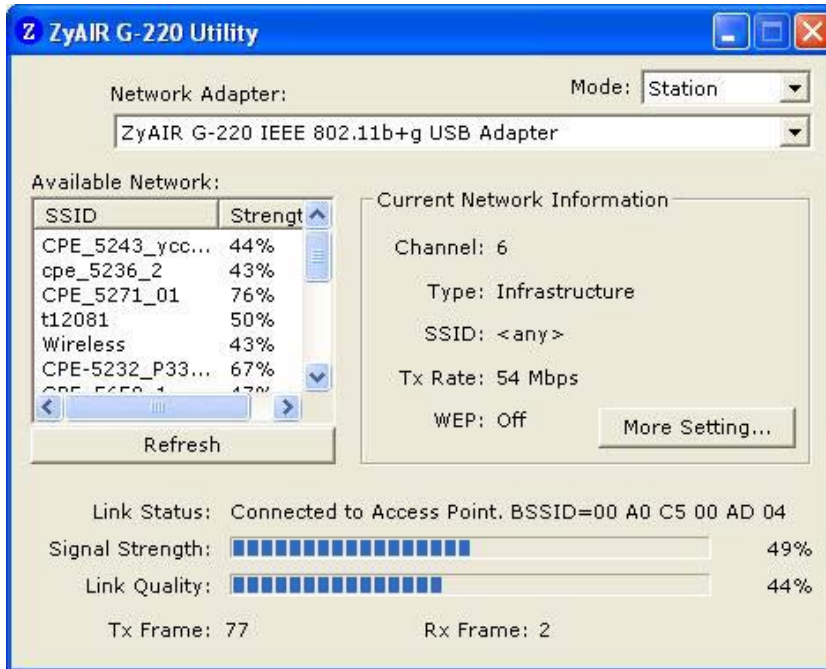 Z ZyAIR G-220 Utility
Network Adapter:
Mode: Station
ZyAIR G-220 IEEE 802.11b+g USB Adapter
Available Network:
SSID Strengt
CPE_5243_ycc... 44%
cpe_5236_2 43%
CPE_5271_01 76%
t12081 50%
Wireless 43%
CPE-5232_P33... 67%
Refresh
Current Network Information
Channel: 6
Type: Infrastructure
SSID: <any>
Tx Rate: 54 Mbps
WEP: Off
More Setting...
Link Status: Connected to Access Point. BSSID=00 A0 C5 00 AD 04
Signal Strength: 49%
Link Quality: 44%
Tx Frame: 77 Rx Frame: 2